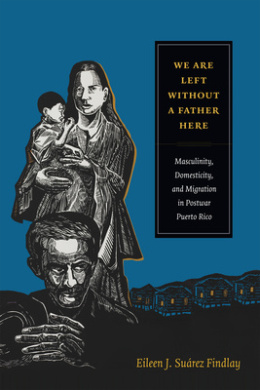 WE ARE
LEFT
WITHOUT
A FATHER
HERE
Masculinity,
Domesticity,
and Migration
in Postwar
Puerto Rico
Eileen J. Suárez Findlay